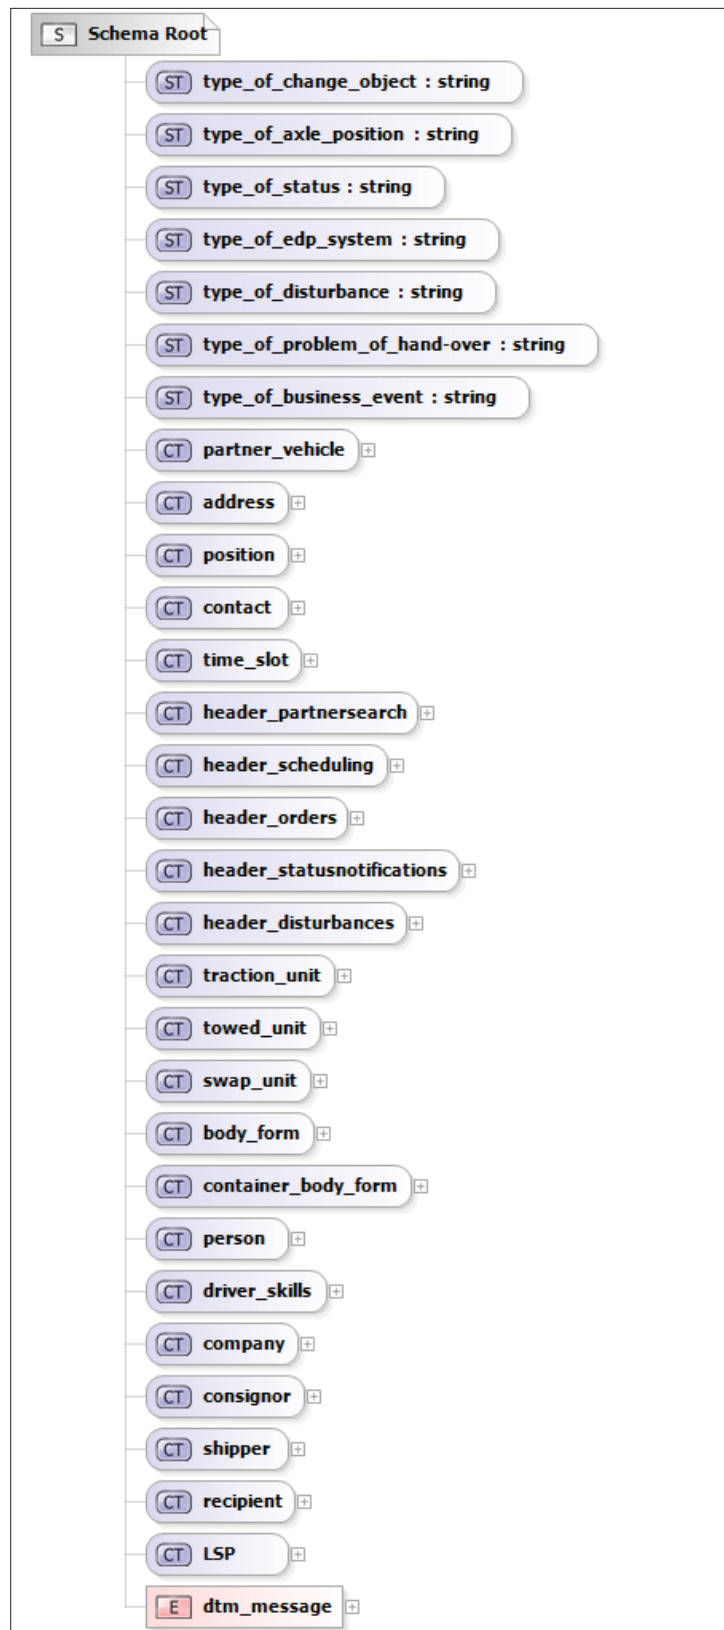 S Schema Root
ST type_of_change_object : string
ST type_of_axle_position : string
ST type_of_status : string
ST type_of_edp_system : string
ST type_of_disturbance : string
ST type_of_problem_of_hand-over : string
ST type_of_business_event : string
CT partner_vehicle
CT address
CT position
CT contact
CT time_slot
CT header_partnersearch
CT header_scheduling
CT header_orders
CT header_statusnotifications
CT header_disturbances
CT traction_unit
CT towed_unit
CT swap_unit
CT body_form
CT container_body_form
CT person
CT driver_skills
CT company
CT consignor
CT shipper
CT recipient
CT LSP
E dtm_message